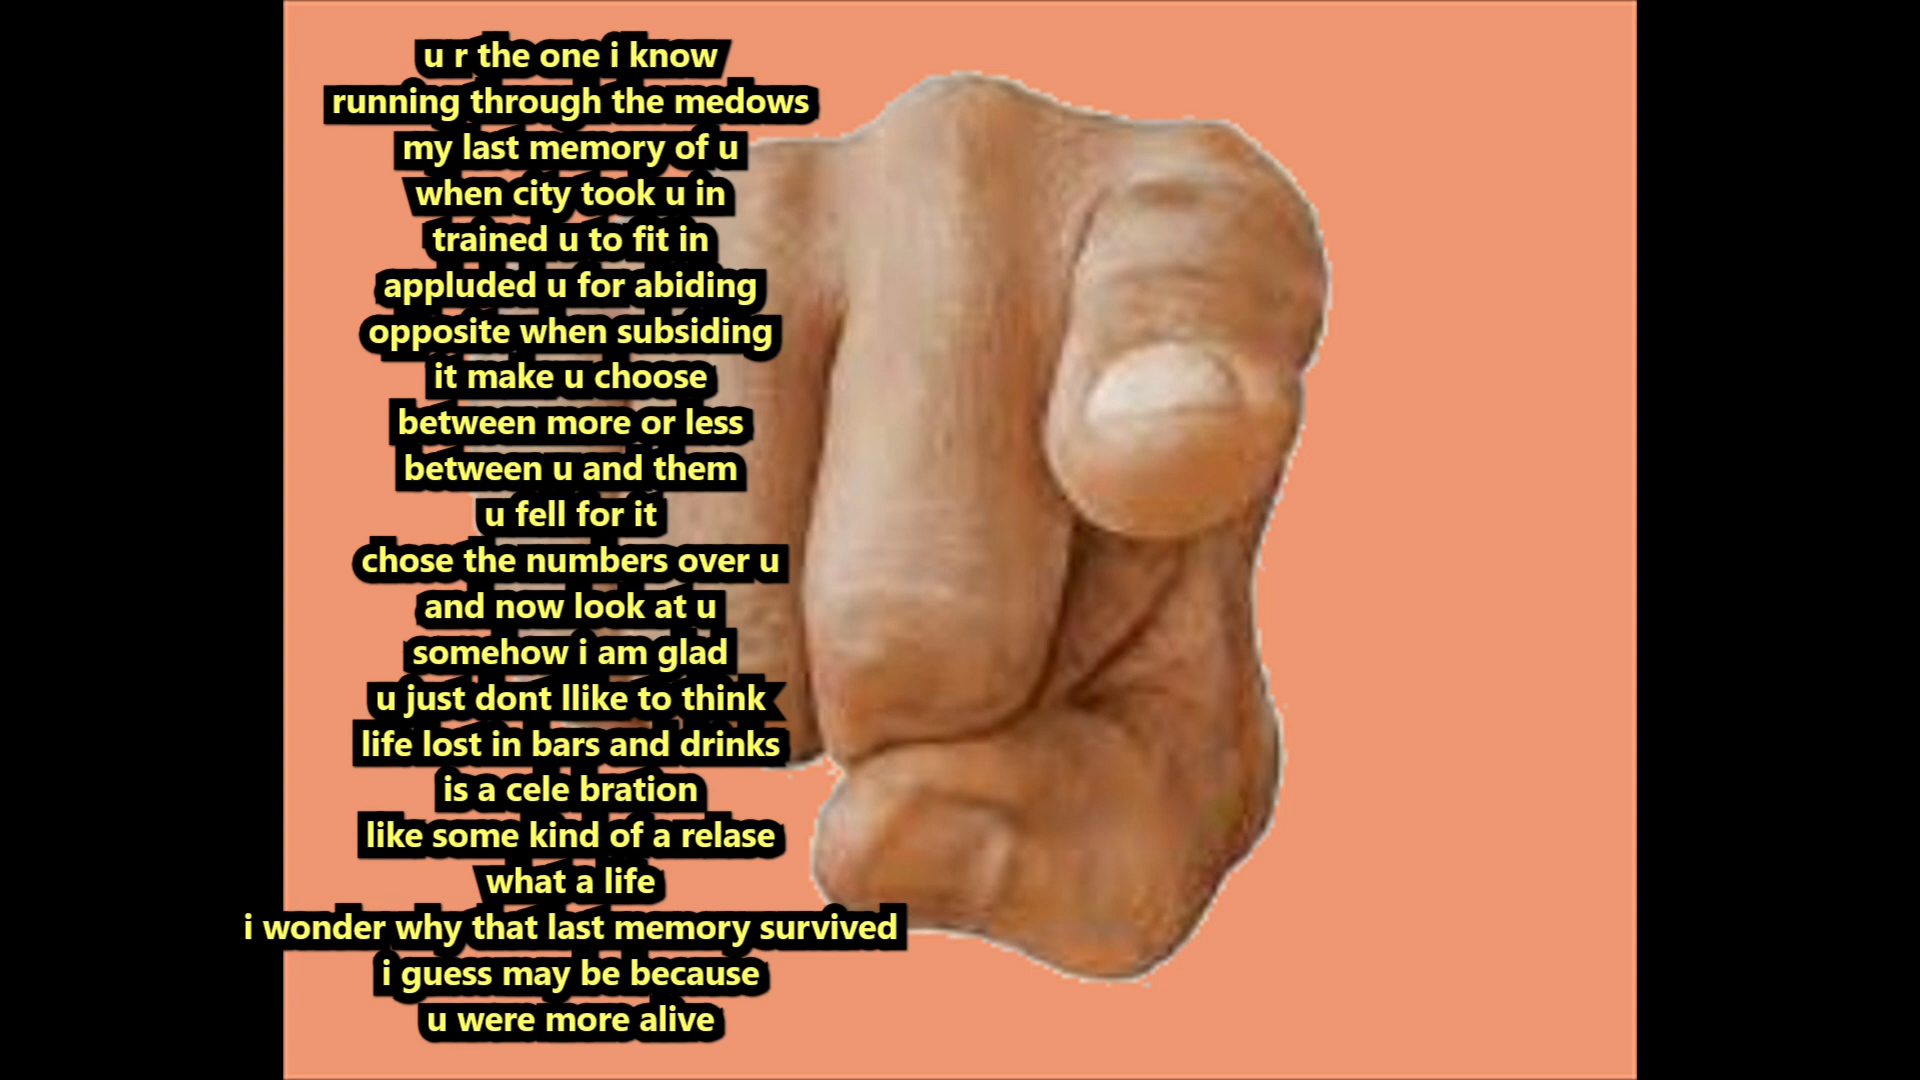 u r the one i know
running through the medows
my last memory of u
when city took u in
trained u to fit in
appluded u for abiding
opposite when subsiding
it make u choose
between more or less
between u and them
u fell for it
chose the numbers over u
and now look at u
somehow i am glad
u just dont llike to think
life lost in bars and drinks
is a cele bration
like some kind of a relase
what a life
i wonder why that last memory survived
i guess may be because
u were more alive